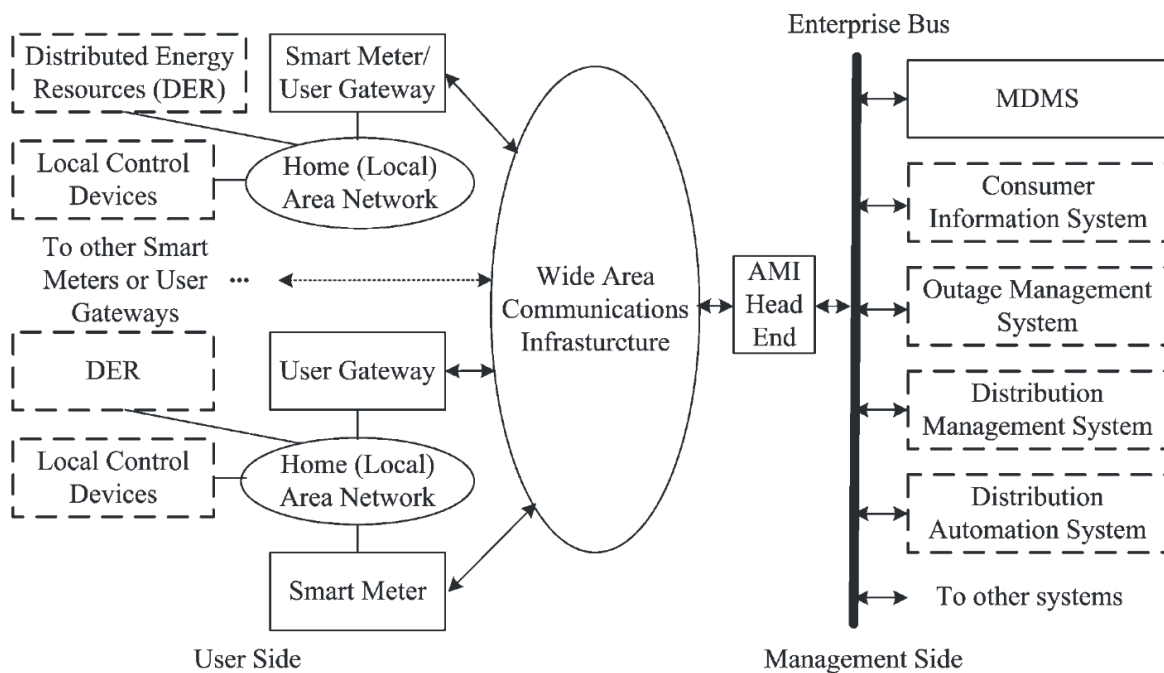 Enterprise Bus
Distributed Energy
Resources (DER)
Smart Meter/
User Gateway
MDMS
Local Control
Devices
Home (Local)
Area Network
Consumer
Information System
To other Smart
Meters or User
Gateways
...
Wide Area
Communications
Infrasturcture
AMI
Head
End
Outage Management
System
DER
User Gateway
Distribution
Management System
Local Control
Devices
Home (Local)
Area Network
Distribution
Automation System
Smart Meter
To other systems
User Side
Management Side